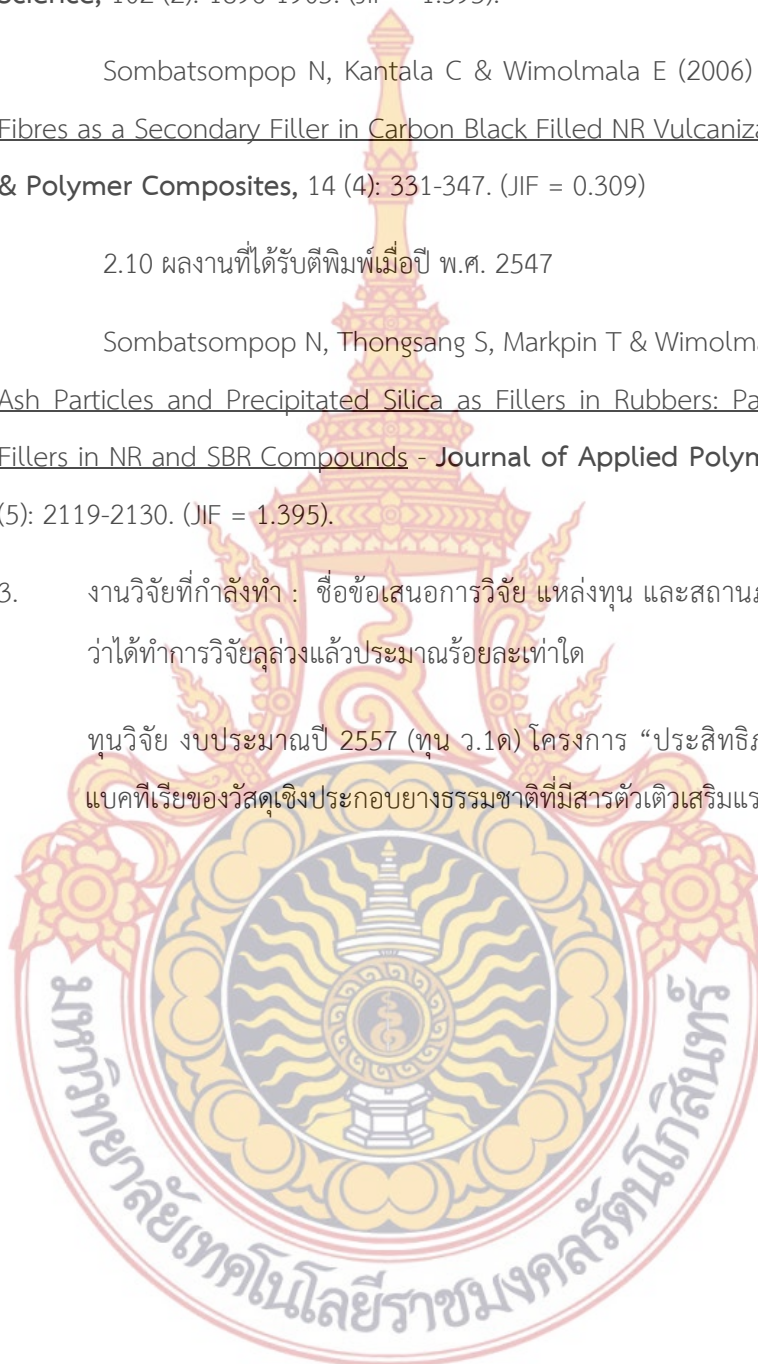 Science, 102 (2): 1896-1903. (JIF = 1.395).
Sombatsompop N, Kantala C & Wimolmala E (2006)
Fibres as a Secondary Filler in Carbon Black Filled NR Vulcaniza
& Polymer Composites, 14 (4): 331-347. (JIF = 0.309)
2.10 ผลงานที่ได้รับตีพิมพ์เมื่อปี พ.ศ. 2547
Sombatsompop N, Thongsang S, Markpin T & Wimolma
Ash Particles and Precipitated Silica as Fillers in Rubbers: Pa
Fillers in NR and SBR Compounds - Journal of Applied Polym
(5): 2119-2130. (JIF = 1.395).
3. งานวิจัยที่กำลังทำ : ชื่อข้อเสนอการวิจัย แหล่งทุน และสถานภ
ว่าได้ทำการวิจัยลุล่วงแล้วประมาณร้อยละเท่าใด
ทุนวิจัย งบประมาณปี 2557 (ทุน ว.1ด) โครงการ “ประสิทธิภ
แบคทีเรียของวัสดุเชิงประกอบยางธรรมชาติที่มีสารตัวเติวเสริมแร
มหาวิทยาลัยเทคโนโลยีราชมงคลรัตนโกสินทร์